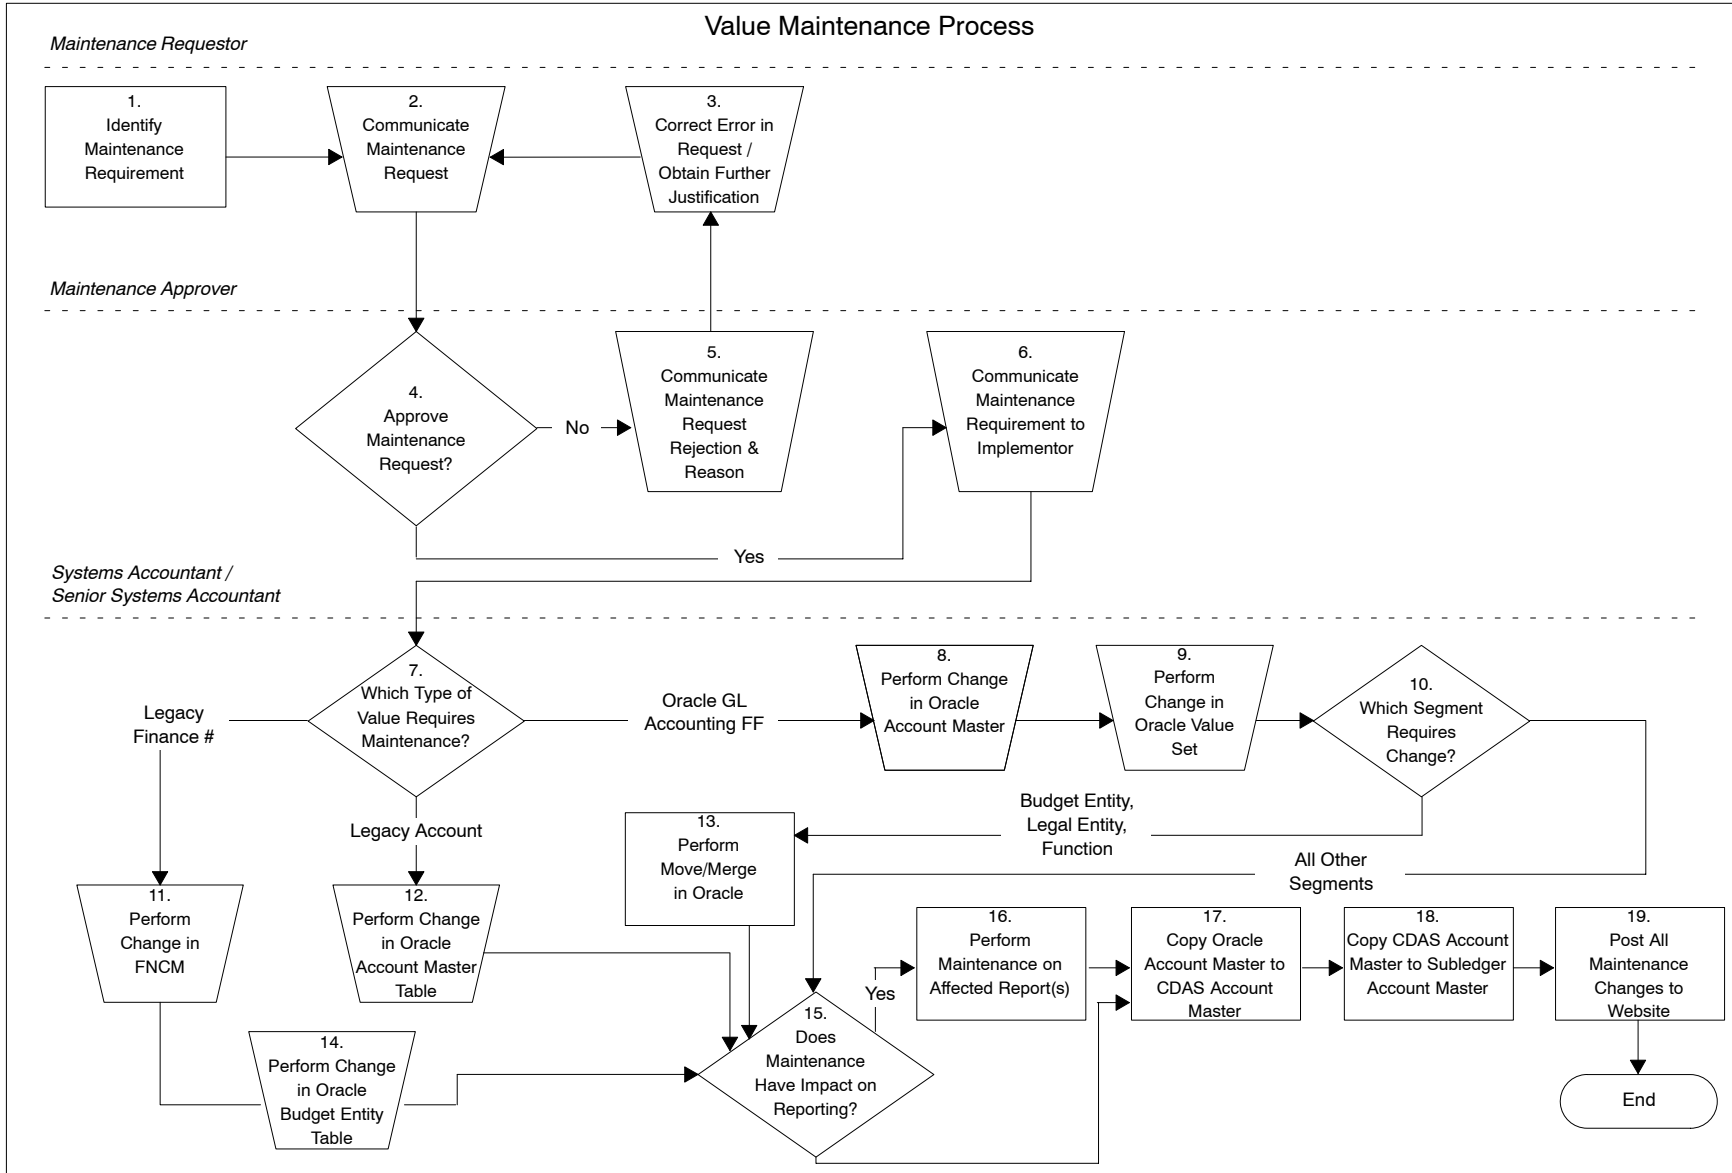 Value Maintenance Process
Maintenance Requestor
1.
Identify
Maintenance
Requirement
2.
Communicate
Maintenance
Request
3.
Correct Error in
Request /
Obtain Further
Justification
Maintenance Approver
4.
Approve
Maintenance
Request?
No
5.
Communicate
Maintenance
Request
Rejection &
Reason
6.
Communicate
Maintenance
Requirement to
Implementor
Yes
Systems Accountant /
Senior Systems Accountant
7.
Which Type of
Value Requires
Maintenance?
Legacy
Finance #
Oracle GL
Accounting FF
8.
Perform Change
in Oracle
Account Master
9.
Perform
Change in
Oracle Value
Set
10.
Which Segment
Requires
Change?
Legacy Account
Budget Entity,
Legal Entity,
Function
All Other
Segments
11.
Perform
Change in
FNCM
12.
Perform Change
in Oracle
Account Master
Table
13.
Perform
Move/Merge
in Oracle
14.
Perform Change
in Oracle
Budget Entity
Table
15.
Does
Maintenance
Have Impact on
Reporting?
Yes
16.
Perform
Maintenance on
Affected Report(s)
17.
Copy Oracle
Account Master to
CDAS Account
Master
18.
Copy CDAS Account
Master to Subledger
Account Master
19.
Post All
Maintenance
Changes to
Website
End